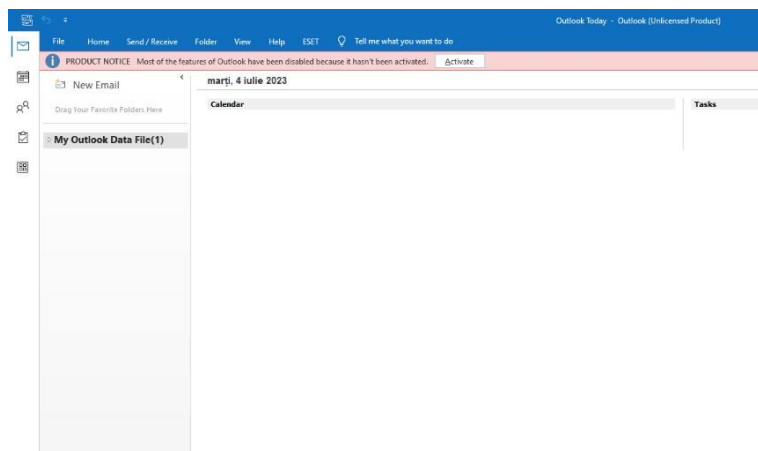 Outlook Today - Outlook (Unlicensed Product)
File Home Send / Receive Folder View Help ESET Tell me what you want to do
PRODUCT NOTICE Most of the features of Outlook have been disabled because it hasn't been activated. Activate
New Email
marți, 4 iulie 2023
Drag Your Favorite Folders Here
Calendar
Tasks
My Outlook Data File(1)